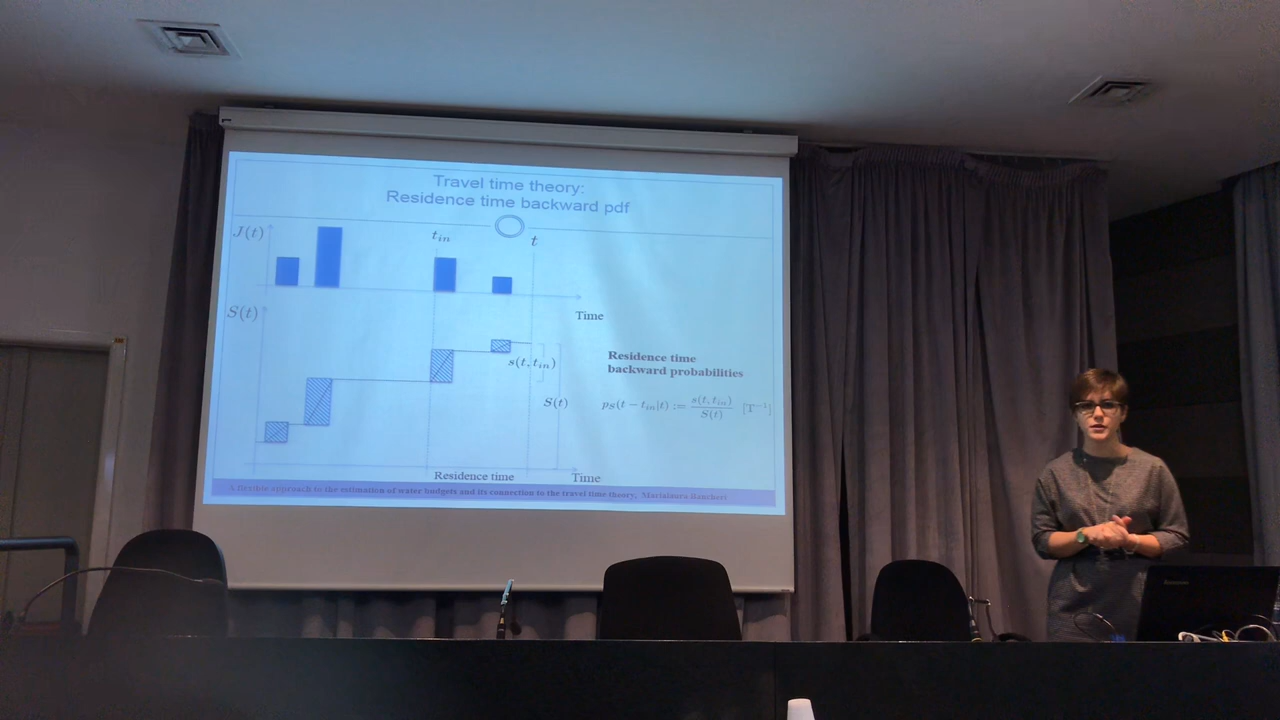 Travel time theory:
Residence time backward pdf
J(t)
t_in
t
Time
S(t)
s(t, t_in)
S(t)
Residence time
backward probabilities
p_S(t − t_in|t) := s(t, t_in) / S(t) [T⁻¹]
Residence time
Time
A flexible approach to the estimation of water budgets and its connection to the travel time theory, Marialaura Bancheri